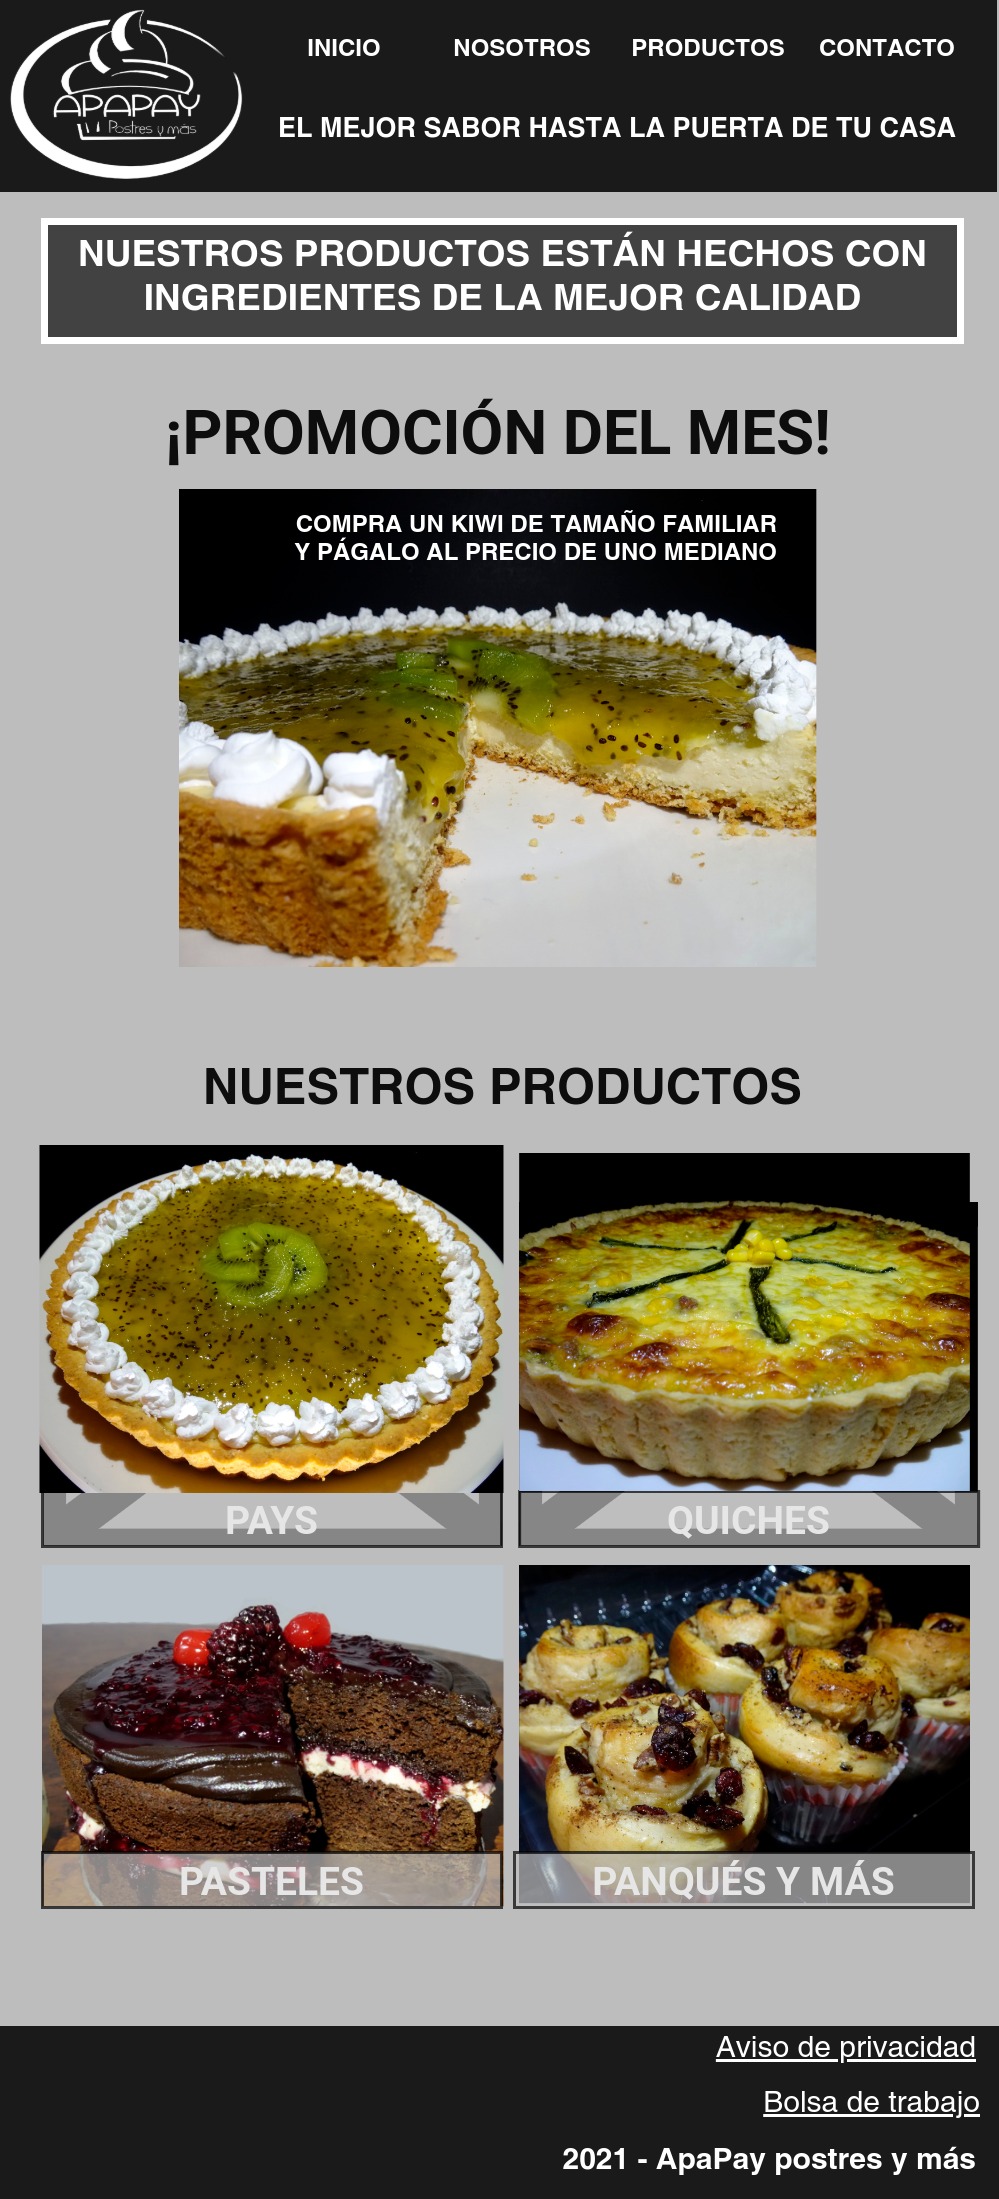 APAPAY
Postres y más
INICIO NOSOTROS PRODUCTOS CONTACTO
EL MEJOR SABOR HASTA LA PUERTA DE TU CASA
NUESTROS PRODUCTOS ESTÁN HECHOS CON
INGREDIENTES DE LA MEJOR CALIDAD
¡PROMOCIÓN DEL MES!
COMPRA UN KIWI DE TAMAÑO FAMILIAR
Y PÁGALO AL PRECIO DE UNO MEDIANO
NUESTROS PRODUCTOS
PAYS
QUICHES
PASTELES
PANQUÉS Y MÁS
Aviso de privacidad
Bolsa de trabajo
2021 - ApaPay postres y más